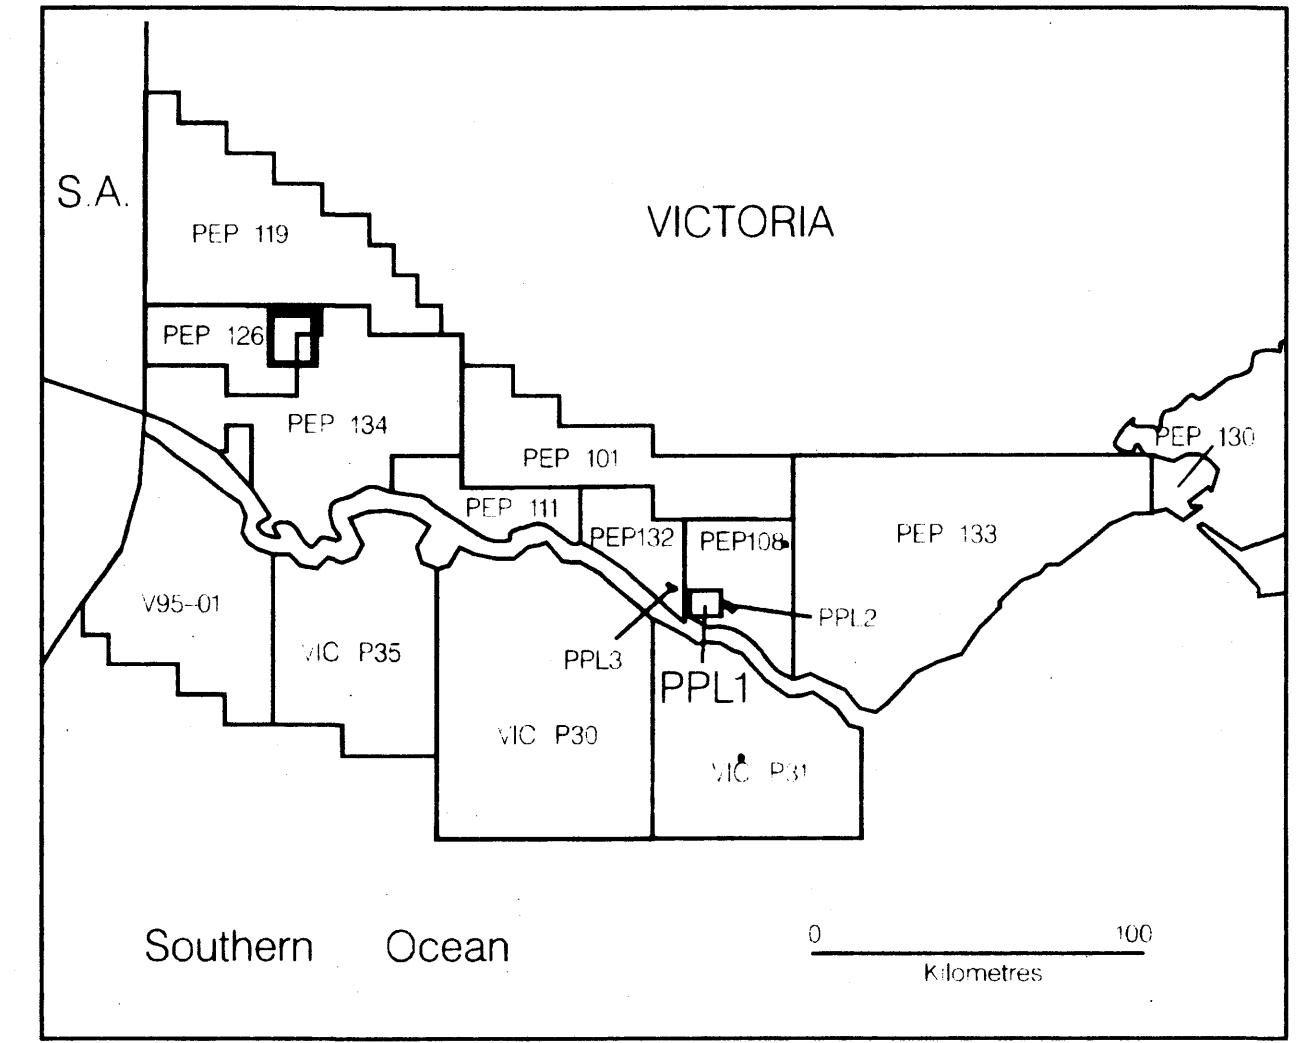 S.A.
VICTORIA
PEP 119
PEP 126
PEP 134
PEP 101
PEP 130
PEP 111
PEP132
PEP108
PEP 133
V95-01
PPL2
VIC P35
PPL3
PPL1
VIC P30
VIC P31
Southern Ocean
0 100
Kilometres